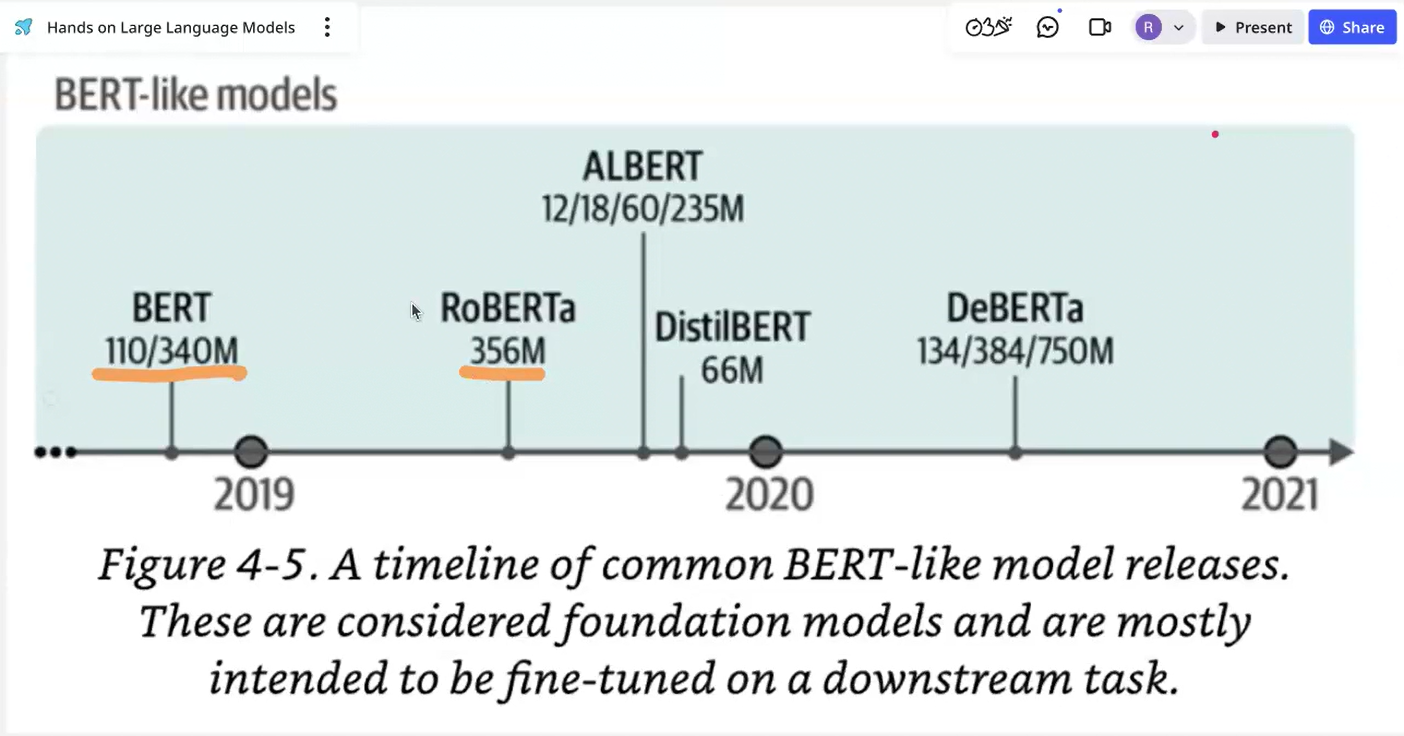 Hands on Large Language Models
R
Present
Share
BERT-like models
ALBERT
12/18/60/235M
BERT
110/340M
RoBERTa
356M
DistilBERT
66M
DeBERTa
134/384/750M
2019
2020
2021
Figure 4-5. A timeline of common BERT-like model releases.
These are considered foundation models and are mostly
intended to be fine-tuned on a downstream task.